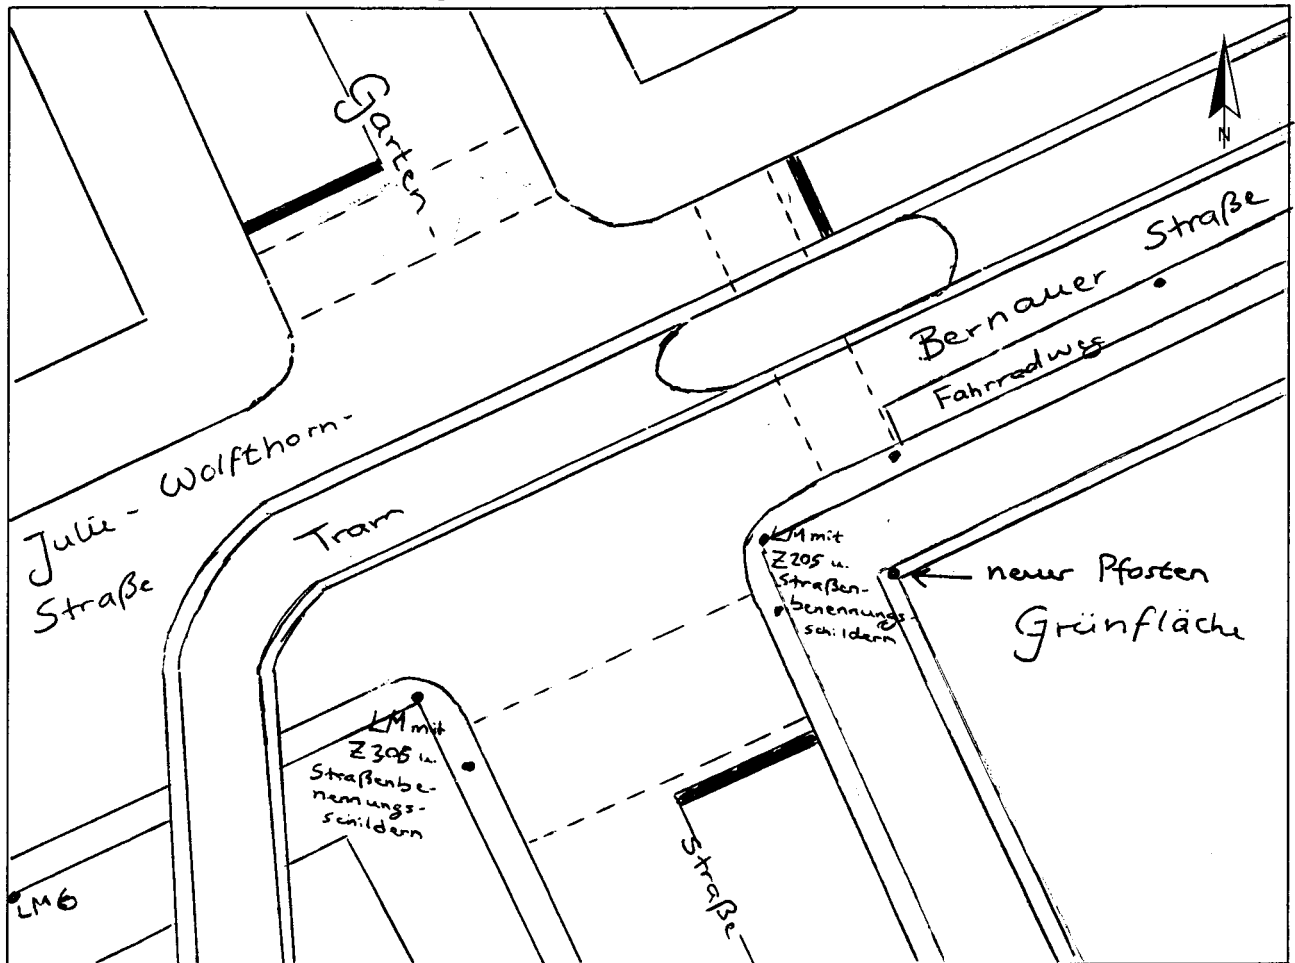 Garten
N
Straße
Bernauer
Fahrradweg
Julie - Wolfthorn-
Straße
Tram
LM mit
Z205 u.
Straßen-
benennungs-
schildern
neuer Pfosten
Grünfläche
LM mit
Z305 u.
Straßenbe-
nennungs-
schildern
Straße
LM6